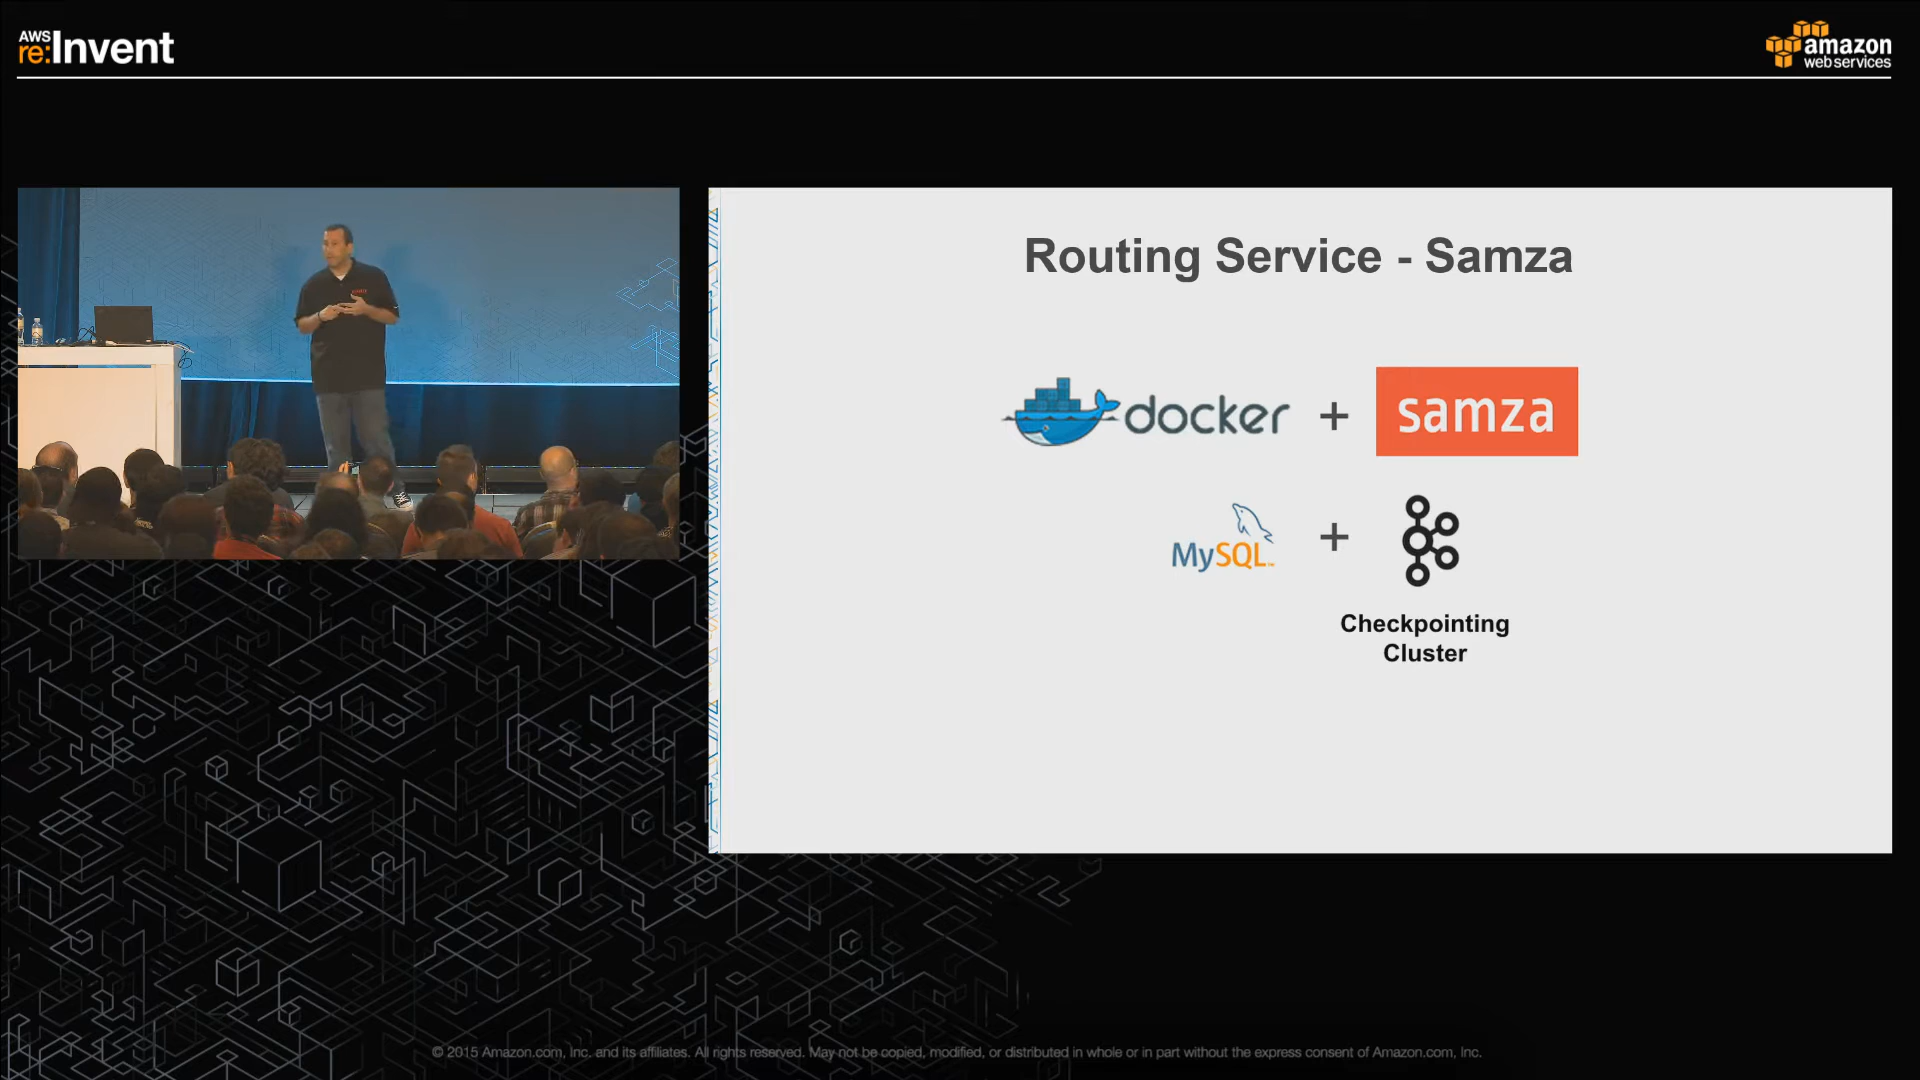 AWS
re:Invent
amazon
web services
Routing Service - Samza
docker + samza
MySQL +
Checkpointing
Cluster
© 2015 Amazon.com, Inc. and its affiliates. All rights reserved. May not be copied, modified, or distributed in whole or in part without the express consent of Amazon.com, Inc.